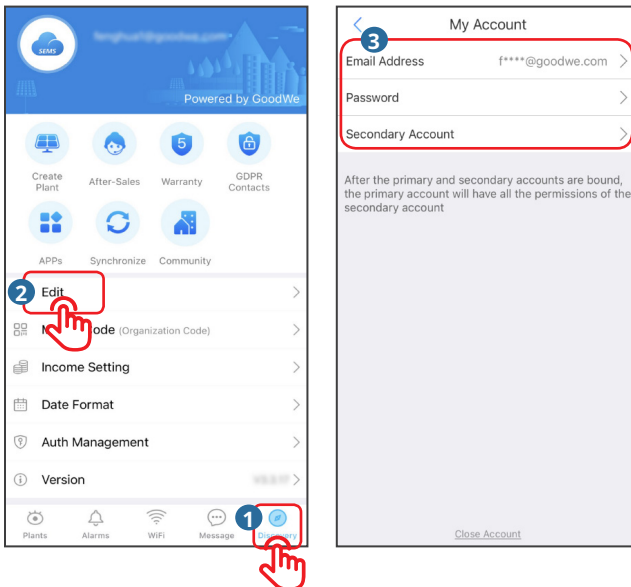 SEMS
Powered by GoodWe
5
Create
Plant
After-Sales
Warranty
GDPR
Contacts
APPs
Synchronize
Community
2
Edit
(Organization Code)
Income Setting
Date Format
Auth Management
Version
Plants
Alarms
WiFi
Message
1
Discovery
My Account
3
Email Address
f****@goodwe.com
Password
Secondary Account
After the primary and secondary accounts are bound,
the primary account will have all the permissions of the
secondary account
Close Account